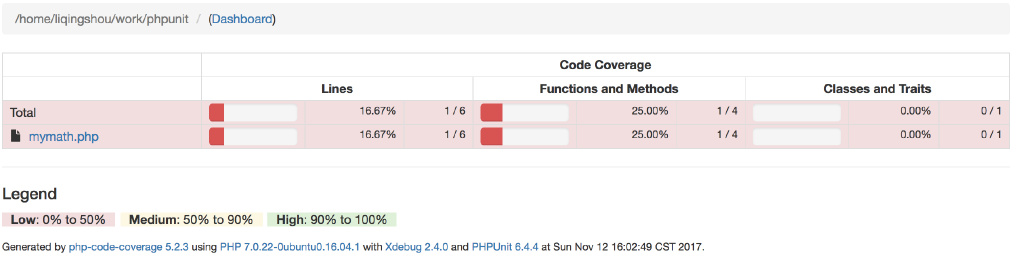 /home/liqingshou/work/phpunit / (Dashboard)
Code Coverage
Lines Functions and Methods Classes and Traits
Total 16.67% 1 / 6 25.00% 1 / 4 0.00% 0 / 1
mymath.php 16.67% 1 / 6 25.00% 1 / 4 0.00% 0 / 1
Legend
Low: 0% to 50% Medium: 50% to 90% High: 90% to 100%
Generated by php-code-coverage 5.2.3 using PHP 7.0.22-0ubuntu0.16.04.1 with Xdebug 2.4.0 and PHPUnit 6.4.4 at Sun Nov 12 16:02:49 CST 2017.